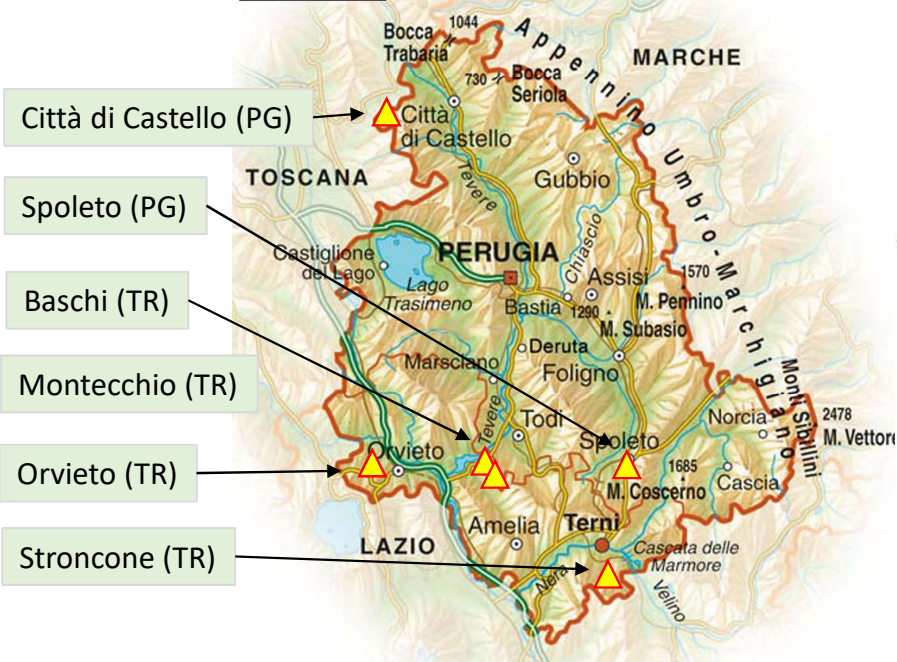 Città di Castello (PG)
Spoleto (PG)
Baschi (TR)
Montecchio (TR)
Orvieto (TR)
Stroncone (TR)
Bocca
Trabaria
1044
Appennino Umbro-Marchigiano
MARCHE
730
Bocca
Seriola
Città
di Castello
Gubbio
TOSCANA
Tevere
Chiascio
PERUGIA
Castiglione
del Lago
Lago
Trasimeno
Assisi
Bastia
1290
M. Subasio
1570
M. Pennino
Deruta
Marsciano
Foligno
Monti Sibillini
2478
M. Vettore
Norcia
Tevere
Todi
Spoleto
Orvieto
1685
M. Coscerno
Cascia
Amelia
Terni
LAZIO
Cascata delle
Marmore
Nera
Velino